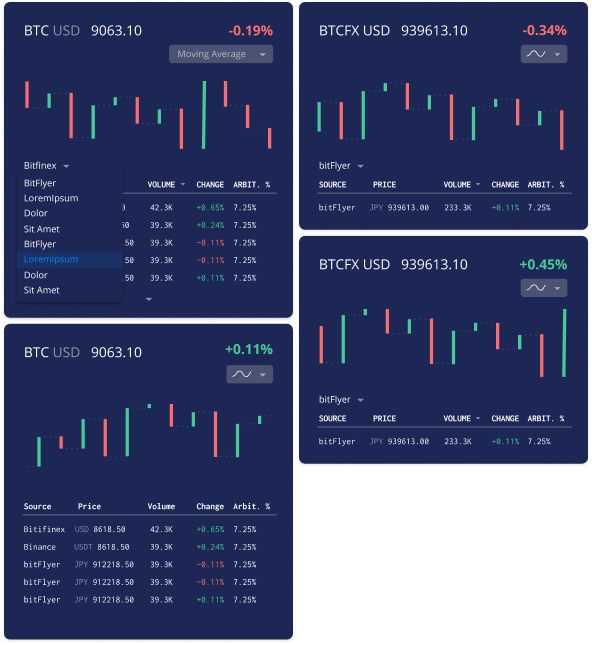 BTC USD 9063.10 -0.19%
Moving Average
Bitfinex
BitFlyer
LoremIpsum
Dolor
Sit Amet
BitFlyer
LoremIpsum
Dolor
Sit Amet
VOLUME CHANGE ARBIT. %
42.3K +0.65% 7.25%
50 39.3K +0.24% 7.25%
.50 39.3K -0.11% 7.25%
.50 39.3K -0.11% 7.25%
.50 39.3K +0.11% 7.25%
BTCFX USD 939613.10 -0.34%
bitFlyer
SOURCE PRICE VOLUME CHANGE ARBIT. %
bitFlyer JPY 939613.00 233.3K +0.11% 7.25%
BTCFX USD 939613.10 +0.45%
bitFlyer
SOURCE PRICE VOLUME CHANGE ARBIT. %
bitFlyer JPY 939613.00 233.3K +0.11% 7.25%
BTC USD 9063.10 +0.11%
Source Price Volume Change Arbit. %
Bitifinex USD 8618.50 42.3K +0.65% 7.25%
Binance USDT 8618.50 39.3K +0.24% 7.25%
bitFlyer JPY 912218.50 39.3K -0.11% 7.25%
bitFlyer JPY 912218.50 39.3K -0.11% 7.25%
bitFlyer JPY 912218.50 39.3K +0.11% 7.25%